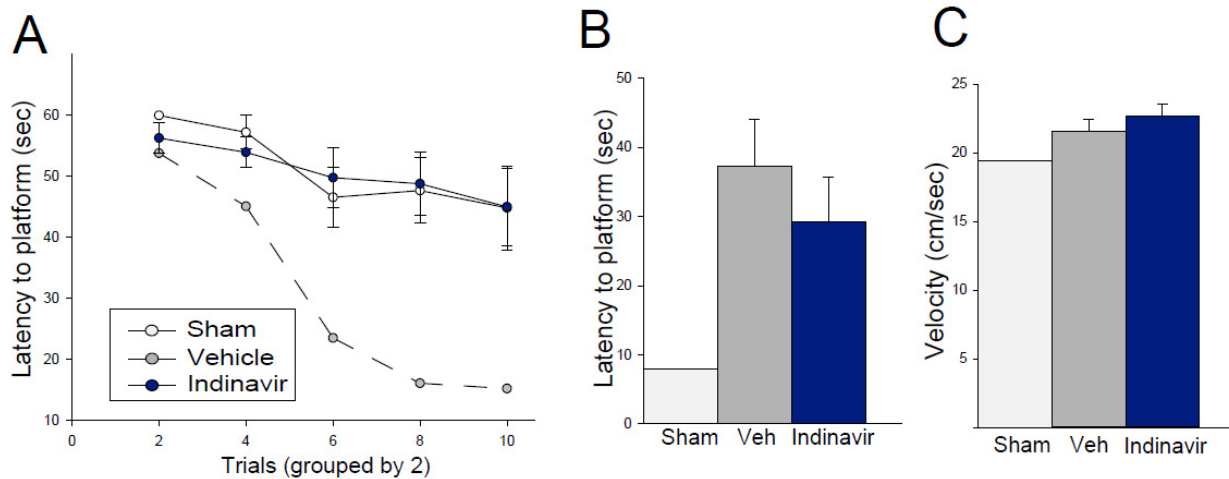 A
Latency to platform (sec)
60
50
40
30
20
10
0
2
4
6
8
10
Trials (grouped by 2)
Sham
Vehicle
Indinavir
B
Latency to platform (sec)
50
40
30
20
10
0
Sham
Veh
Indinavir
C
Velocity (cm/sec)
25
20
15
10
5
Sham
Veh
Indinavir